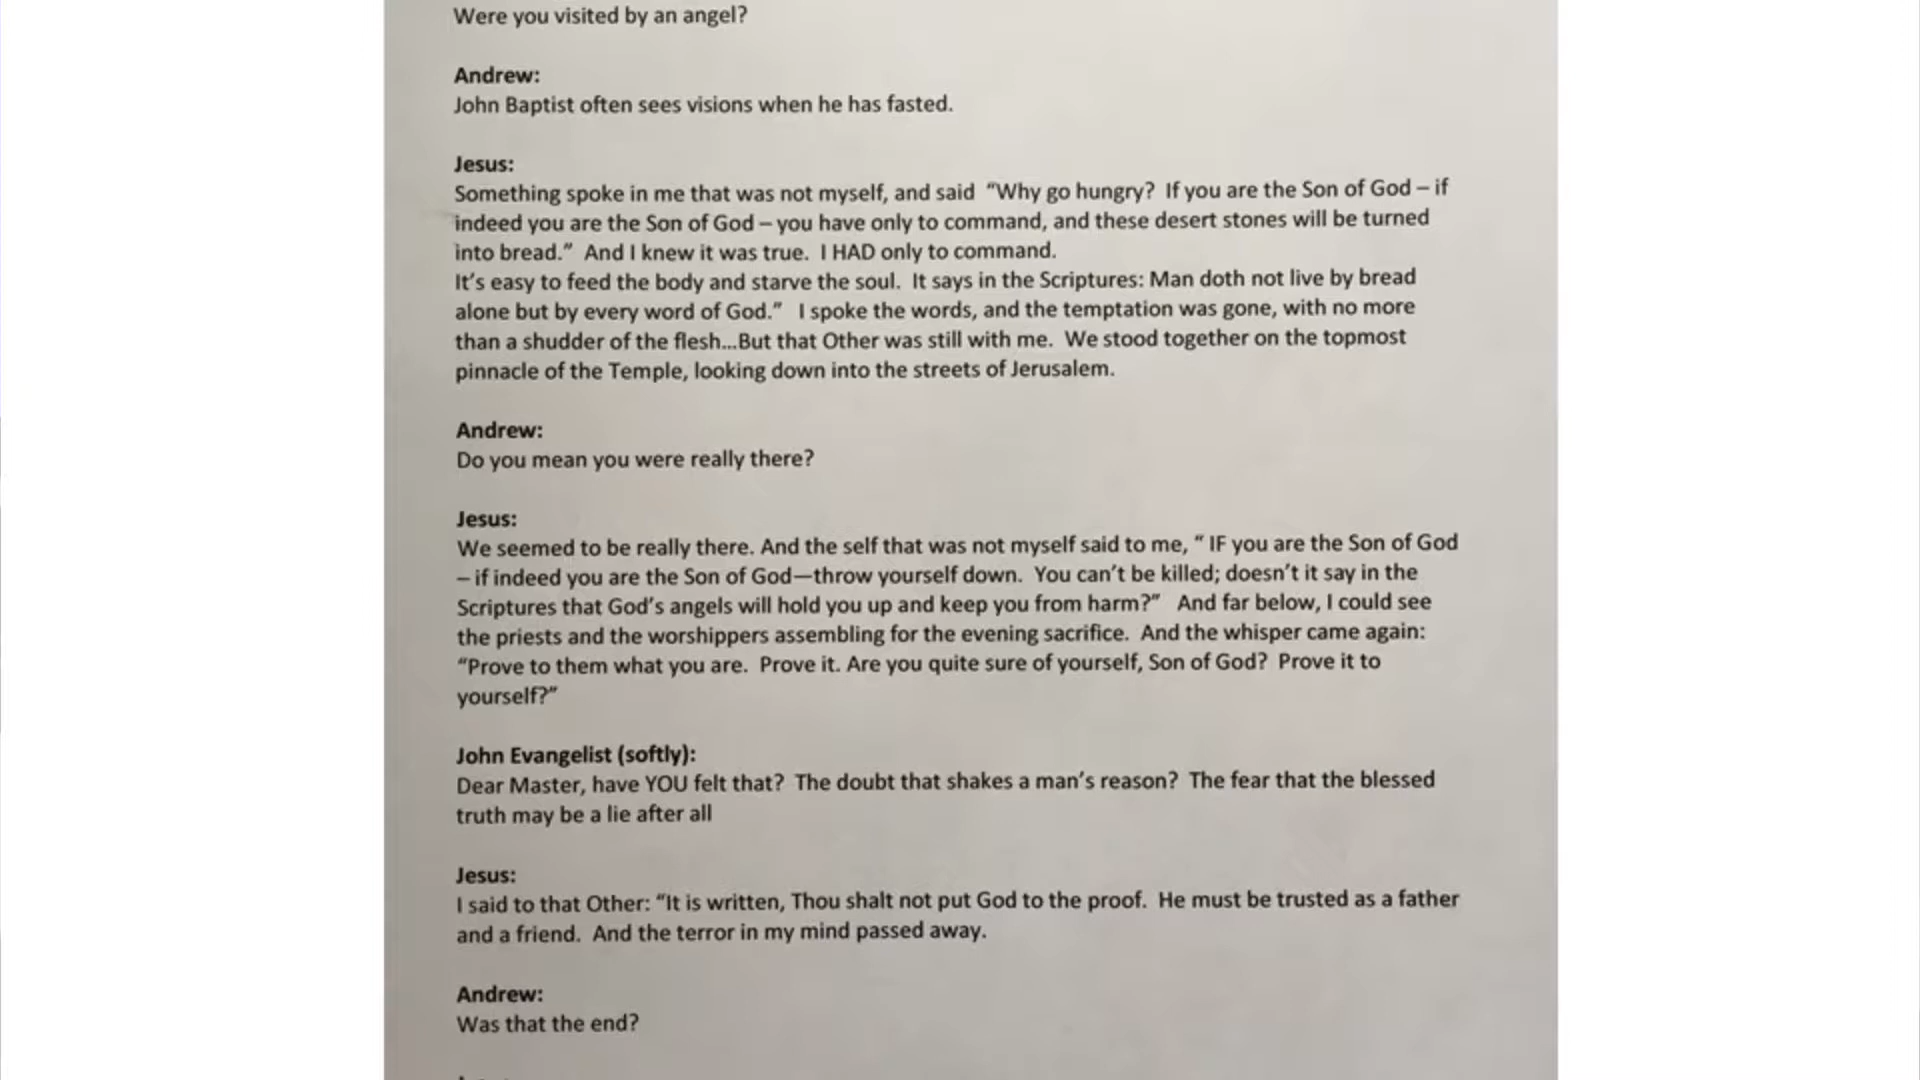 Were you visited by an angel?
Andrew:
John Baptist often sees visions when he has fasted.
Jesus:
Something spoke in me that was not myself, and said  “Why go hungry?  If you are the Son of God – if
indeed you are the Son of God – you have only to command, and these desert stones will be turned
into bread.”  And I knew it was true.  I HAD only to command.
It’s easy to feed the body and starve the soul.  It says in the Scriptures: Man doth not live by bread
alone but by every word of God.”   I spoke the words, and the temptation was gone, with no more
than a shudder of the flesh...But that Other was still with me.  We stood together on the topmost
pinnacle of the Temple, looking down into the streets of Jerusalem.
Andrew:
Do you mean you were really there?
Jesus:
We seemed to be really there. And the self that was not myself said to me, “ IF you are the Son of God
– if indeed you are the Son of God—throw yourself down.  You can’t be killed; doesn’t it say in the
Scriptures that God’s angels will hold you up and keep you from harm?”   And far below, I could see
the priests and the worshippers assembling for the evening sacrifice.  And the whisper came again:
“Prove to them what you are.  Prove it. Are you quite sure of yourself, Son of God?  Prove it to
yourself?”
John Evangelist (softly):
Dear Master, have YOU felt that?  The doubt that shakes a man’s reason?  The fear that the blessed
truth may be a lie after all
Jesus:
I said to that Other: “It is written, Thou shalt not put God to the proof.  He must be trusted as a father
and a friend.  And the terror in my mind passed away.
Andrew:
Was that the end?